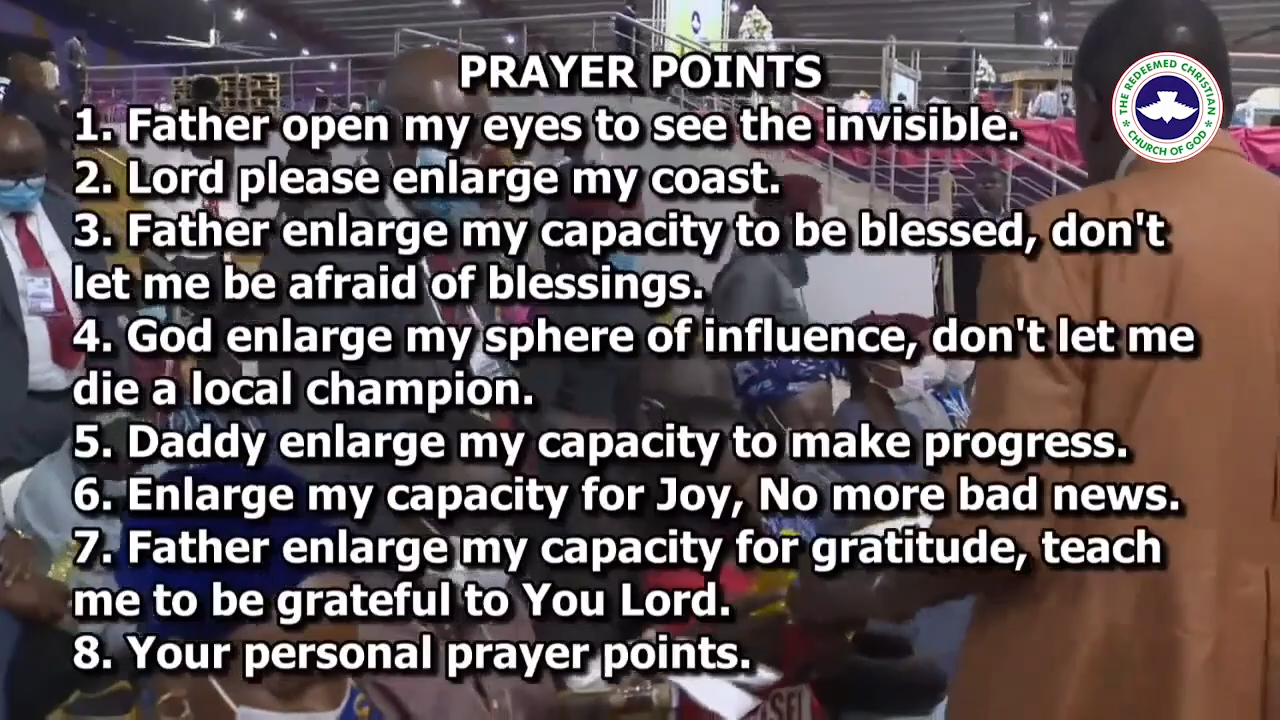 PRAYER POINTS
THE REDEEMED CHRISTIAN
CHURCH OF GOD
1. Father open my eyes to see the invisible.
2. Lord please enlarge my coast.
3. Father enlarge my capacity to be blessed, don't
let me be afraid of blessings.
4. God enlarge my sphere of influence, don't let me
die a local champion.
5. Daddy enlarge my capacity to make progress.
6. Enlarge my capacity for Joy, No more bad news.
7. Father enlarge my capacity for gratitude, teach
me to be grateful to You Lord.
8. Your personal prayer points.